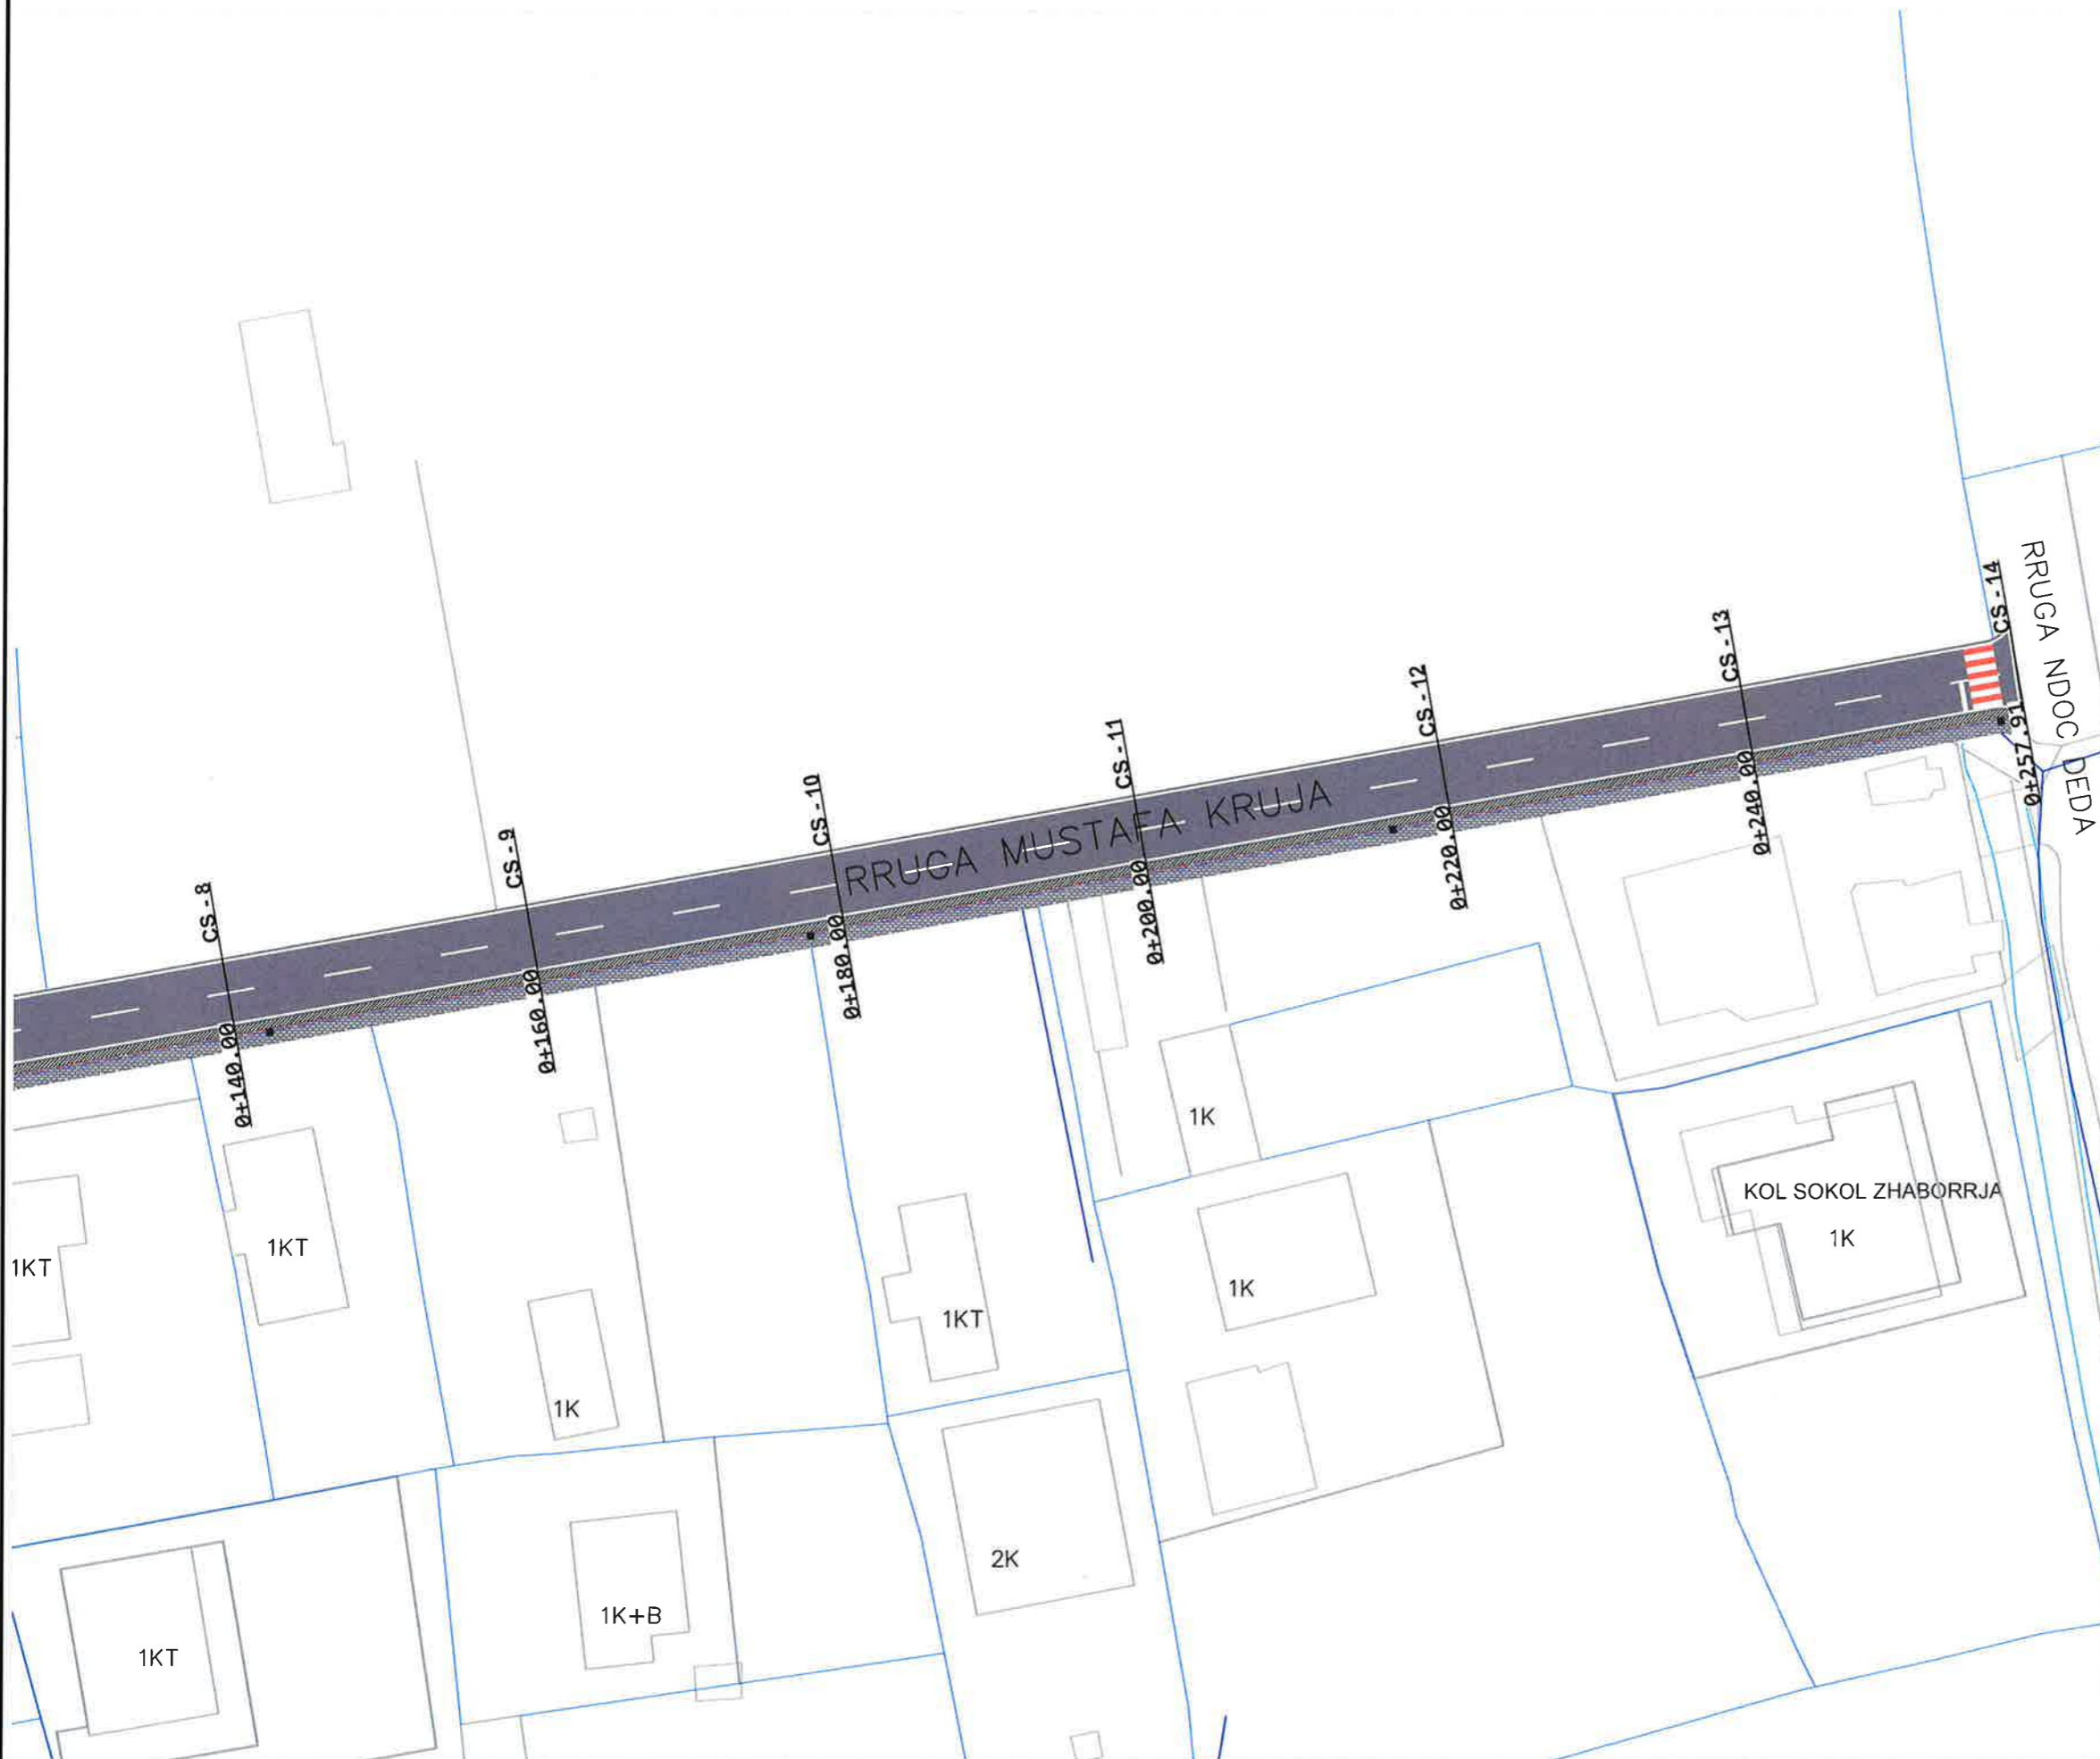 RRUGA NDOC DEDA
CS-14
0+257.91
CS-13
0+240.00
CS-12
0+220.00
CS-11
0+200.00
CS-10
0+180.00
CS-9
0+160.00
CS-8
0+140.00
RRUGA MUSTAFA KRUJA
1K
KOL SOKOL ZHABORRJA
1K
1KT
1KT
1K
1KT
1K
2K
1K+B
1KT